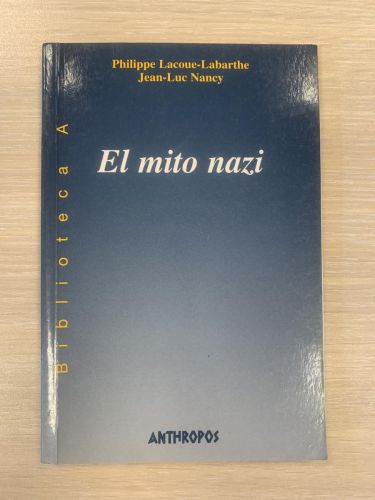 Philippe Lacoue-Labarthe
Jean-Luc Nancy
El mito nazi
Biblioteca A
ANTHROPOS